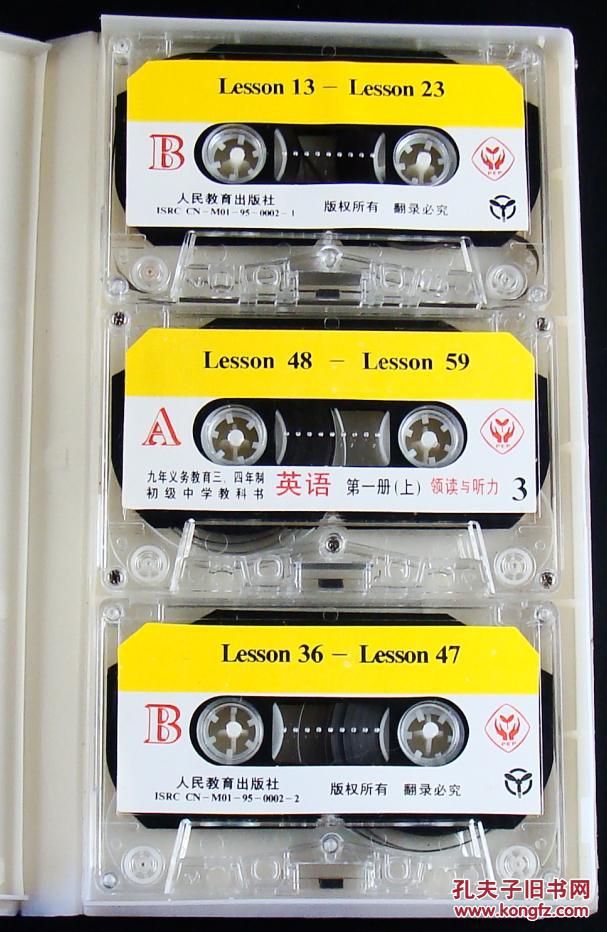 Lesson 13 — Lesson 23
B
PEP
人民教育出版社
ISRC CN－M01－95－0002－1
版权所有 翻录必究
Lesson 48 — Lesson 59
A
PEP
九年义务教育三、四年制
初级中学教科书
英语 第一册(上) 领读与听力 3
Lesson 36 — Lesson 47
B
PEP
人民教育出版社
ISRC CN－M01－95－0002－2
版权所有 翻录必究
孔夫子旧书网
www.kongfz.com